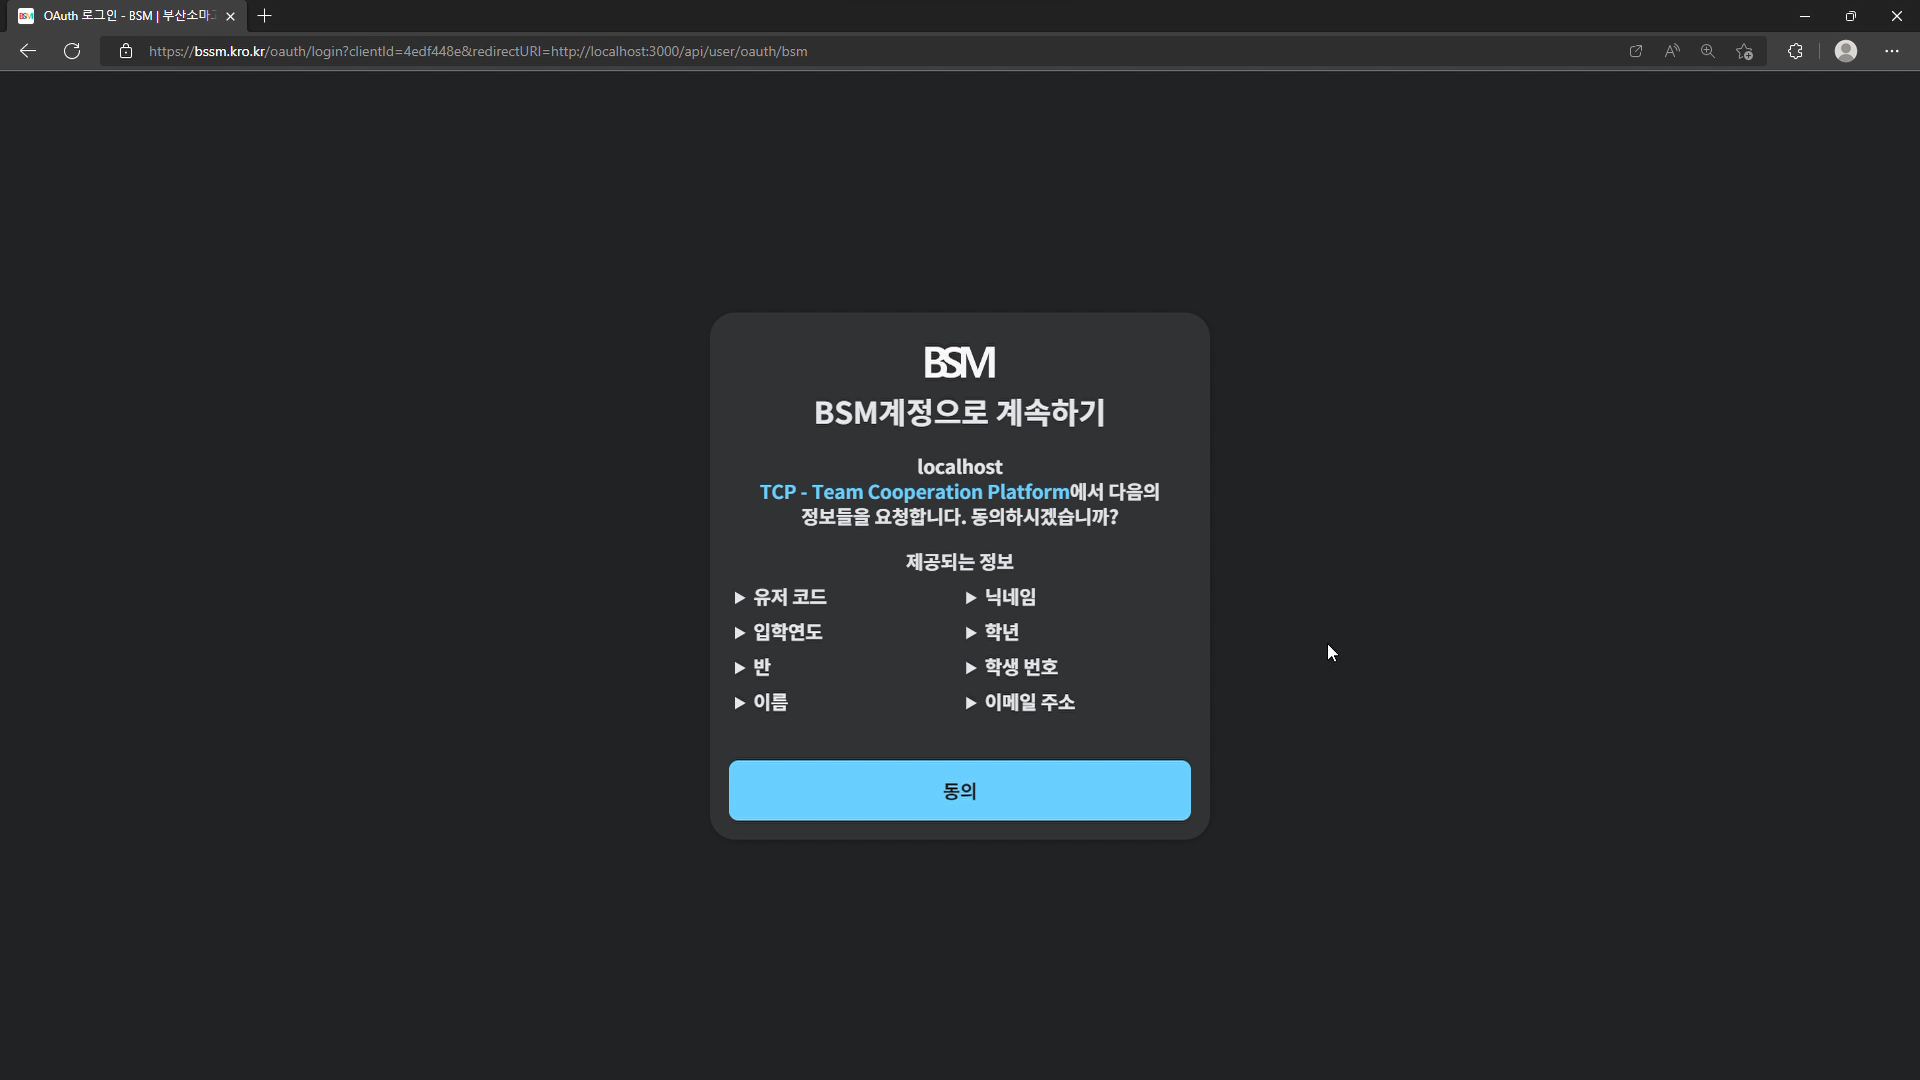 OAuth 로그인 - BSM | 부산소마고
https://bssm.kro.kr/oauth/login?clientId=4edf448e&redirectURI=http://localhost:3000/api/user/oauth/bsm
BSM
BSM계정으로 계속하기
localhost
TCP - Team Cooperation Platform에서 다음의
정보들을 요청합니다. 동의하시겠습니까?
제공되는 정보
▶ 유저 코드 ▶ 닉네임
▶ 입학연도 ▶ 학년
▶ 반 ▶ 학생 번호
▶ 이름 ▶ 이메일 주소
동의